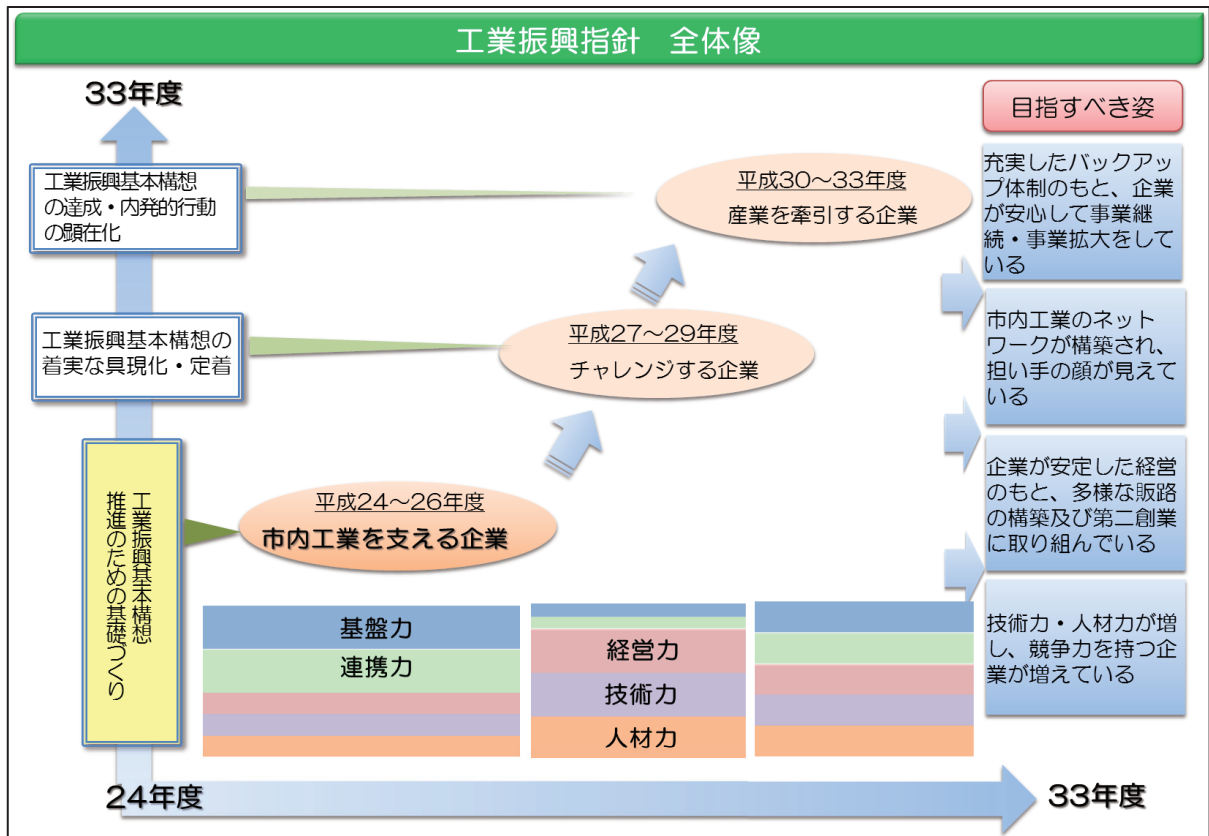 工業振興指針　全体像
33年度
工業振興基本構想
の達成・内発的行動
の顕在化
工業振興基本構想の
着実な具現化・定着
工業振興基本構想
推進のための基礎づくり
平成30～33年度
産業を牽引する企業
平成27～29年度
チャレンジする企業
平成24～26年度
市内工業を支える企業
基盤力
連携力
経営力
技術力
人材力
目指すべき姿
充実したバックアッ
プ体制のもと、企業
が安心して事業継
続・事業拡大をして
いる
市内工業のネット
ワークが構築され、
担い手の顔が見えて
いる
企業が安定した経営
のもと、多様な販路
の構築及び第二創業
に取り組んでいる
技術力・人材力が増
し、競争力を持つ企
業が増えている
24年度
33年度